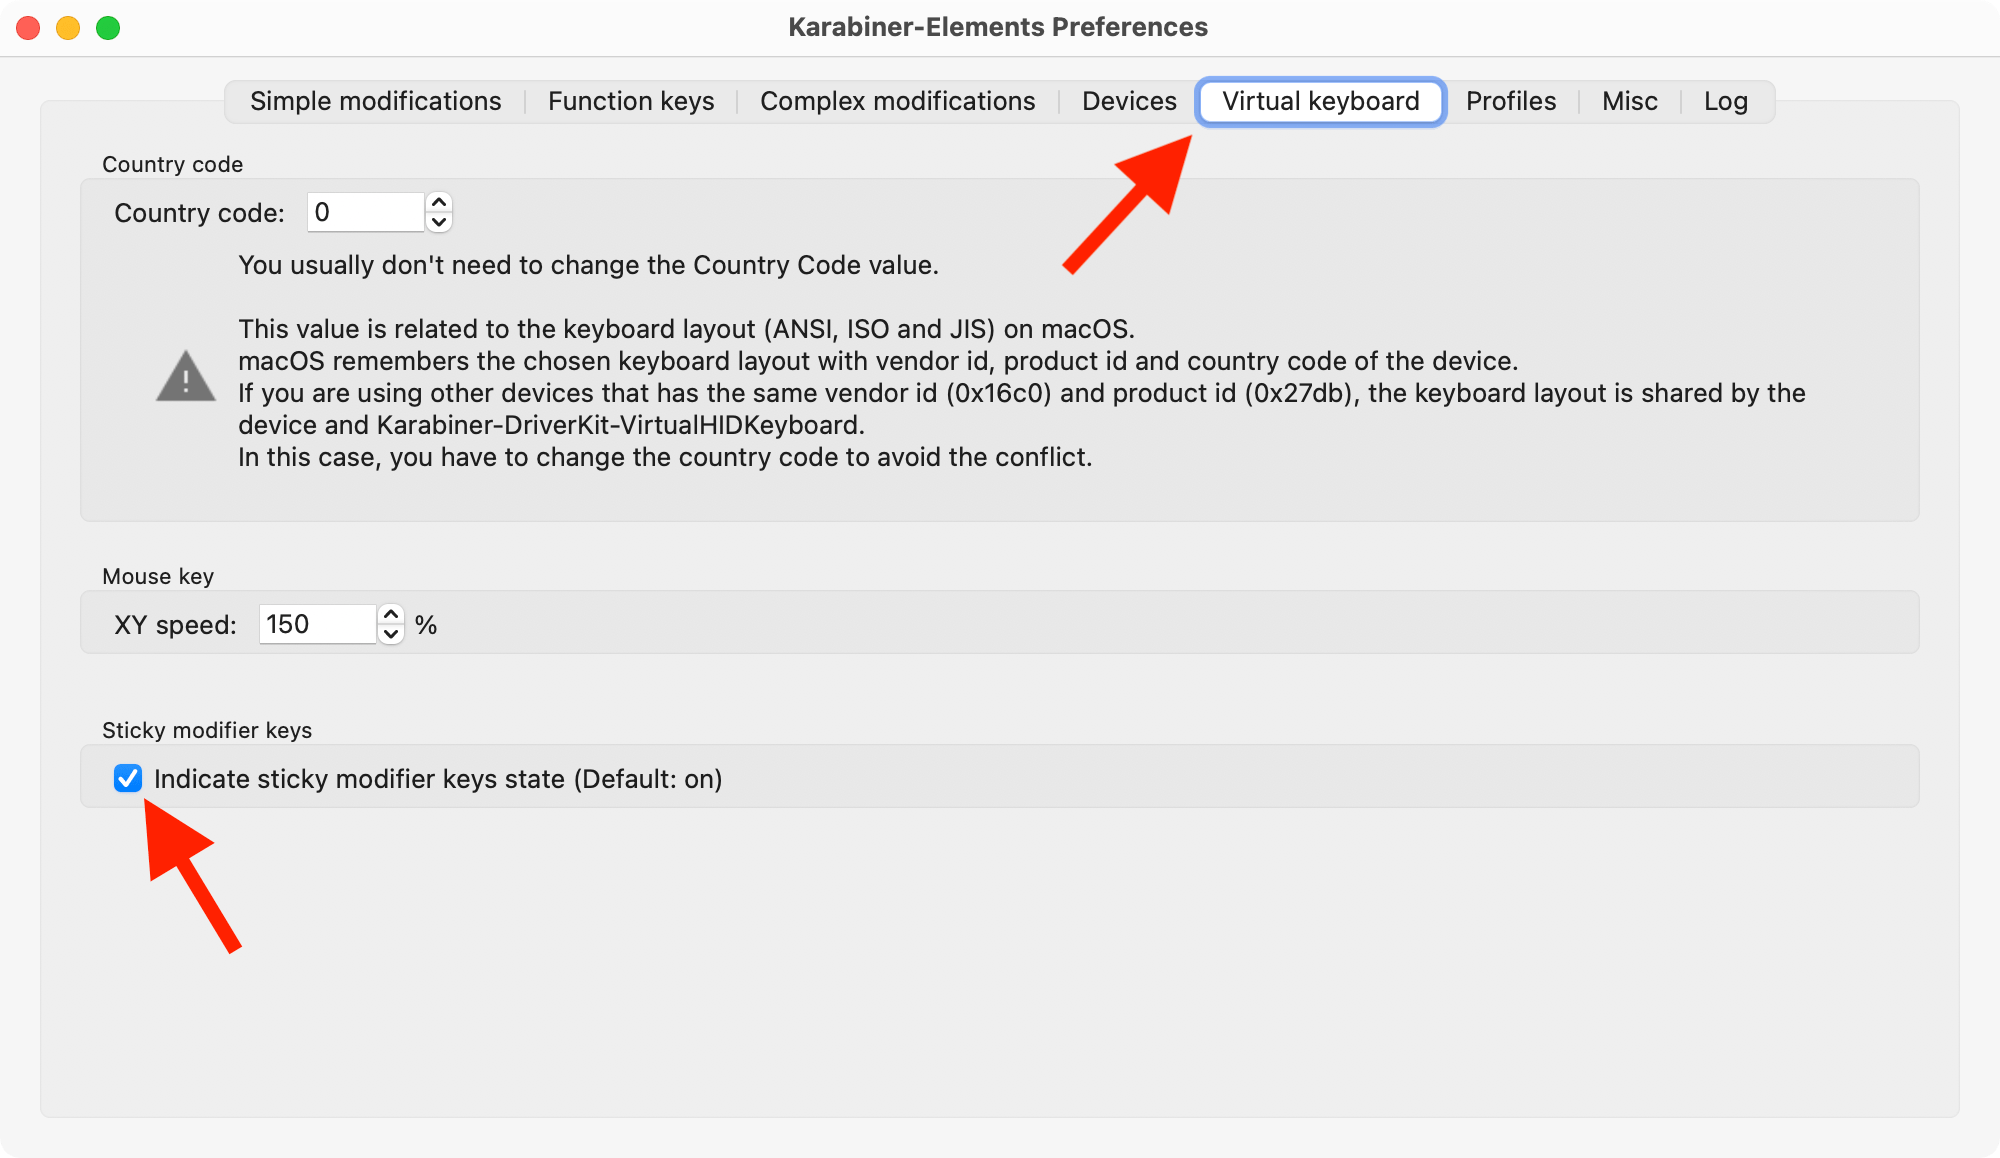 Karabiner-Elements Preferences
Simple modifications
Function keys
Complex modifications
Devices
Virtual keyboard
Profiles
Misc
Log
Country code
Country code: 0
You usually don't need to change the Country Code value.
This value is related to the keyboard layout (ANSI, ISO and JIS) on macOS.
macOS remembers the chosen keyboard layout with vendor id, product id and country code of the device.
If you are using other devices that has the same vendor id (0x16c0) and product id (0x27db), the keyboard layout is shared by the
device and Karabiner-DriverKit-VirtualHIDKeyboard.
In this case, you have to change the country code to avoid the conflict.
Mouse key
XY speed: 150 %
Sticky modifier keys
Indicate sticky modifier keys state (Default: on)